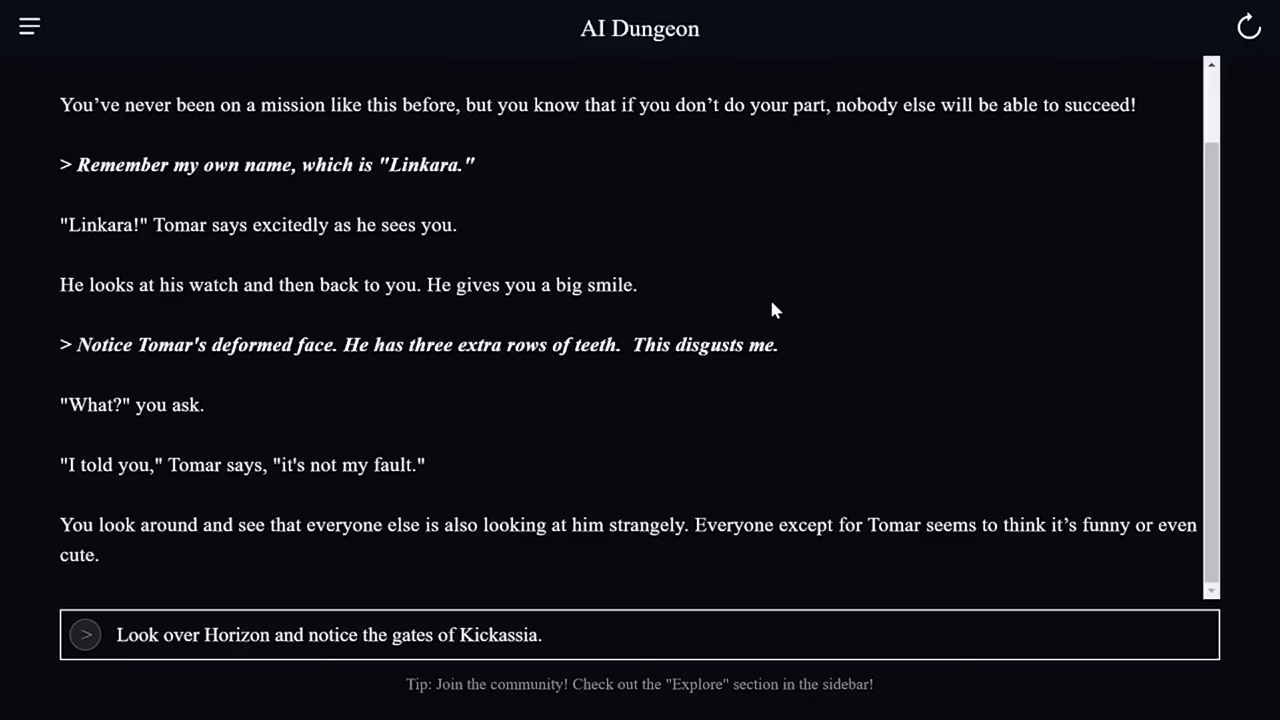 AI Dungeon
You’ve never been on a mission like this before, but you know that if you don’t do your part, nobody else will be able to succeed!
> Remember my own name, which is "Linkara."
"Linkara!" Tomar says excitedly as he sees you.
He looks at his watch and then back to you. He gives you a big smile.
> Notice Tomar's deformed face. He has three extra rows of teeth.  This disgusts me.
"What?" you ask.
"I told you," Tomar says, "it's not my fault."
You look around and see that everyone else is also looking at him strangely. Everyone except for Tomar seems to think it’s funny or even
cute.
> Look over Horizon and notice the gates of Kickassia.
Tip: Join the community! Check out the "Explore" section in the sidebar!